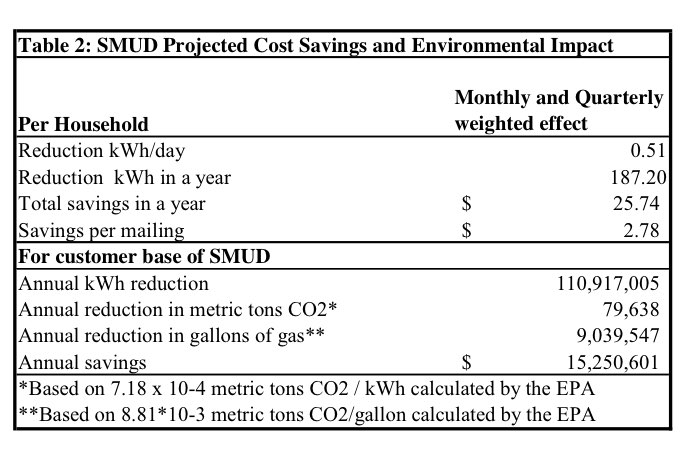 Table 2: SMUD Projected Cost Savings and Environmental Impact
Monthly and Quarterly
Per Household weighted effect
Reduction kWh/day 0.51
Reduction kWh in a year 187.20
Total savings in a year $ 25.74
Savings per mailing $ 2.78
For customer base of SMUD
Annual kWh reduction 110,917,005
Annual reduction in metric tons CO2* 79,638
Annual reduction in gallons of gas** 9,039,547
Annual savings $ 15,250,601
*Based on 7.18 x 10-4 metric tons CO2 / kWh calculated by the EPA
**Based on 8.81*10-3 metric tons CO2/gallon calculated by the EPA